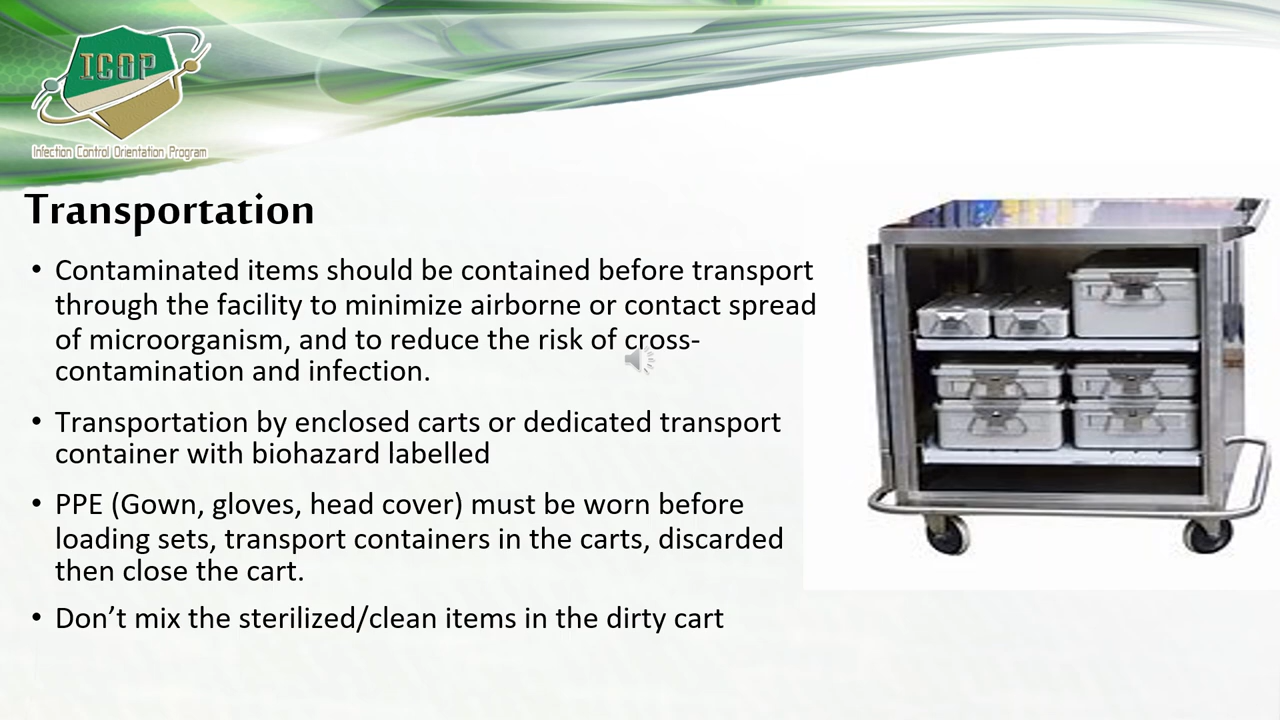 ICOP
Infection Control Orientation Program
Transportation
• Contaminated items should be contained before transport
through the facility to minimize airborne or contact spread
of microorganism, and to reduce the risk of cross-
contamination and infection.
• Transportation by enclosed carts or dedicated transport
container with biohazard labelled
• PPE (Gown, gloves, head cover) must be worn before
loading sets, transport containers in the carts, discarded
then close the cart.
• Don’t mix the sterilized/clean items in the dirty cart